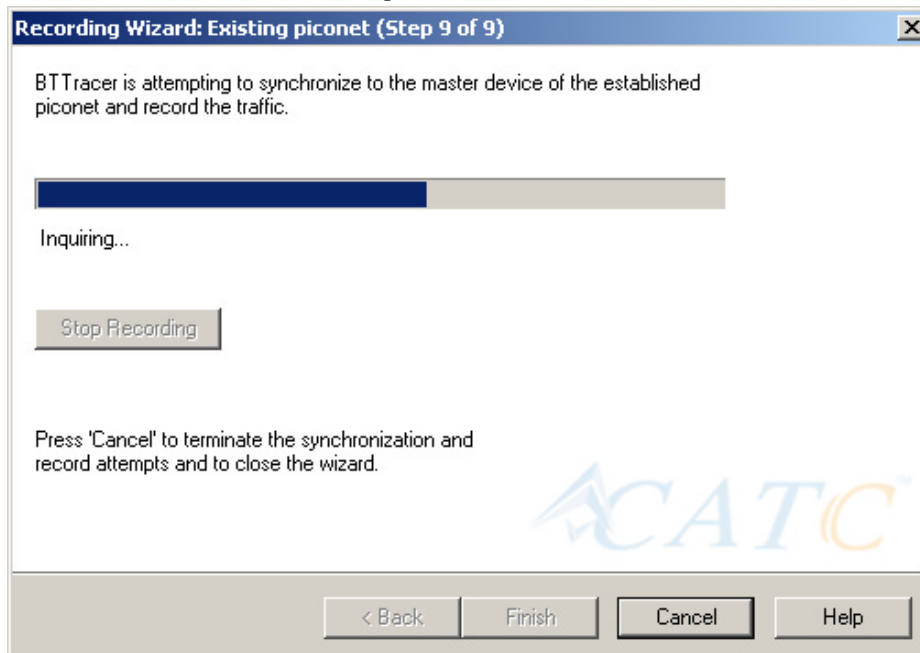 Recording Wizard: Existing piconet (Step 9 of 9)
BTTracer is attempting to synchronize to the master device of the established
piconet and record the traffic.
Inquiring...
Stop Recording
Press 'Cancel' to terminate the synchronization and
record attempts and to close the wizard.
CATC
< Back Finish Cancel Help